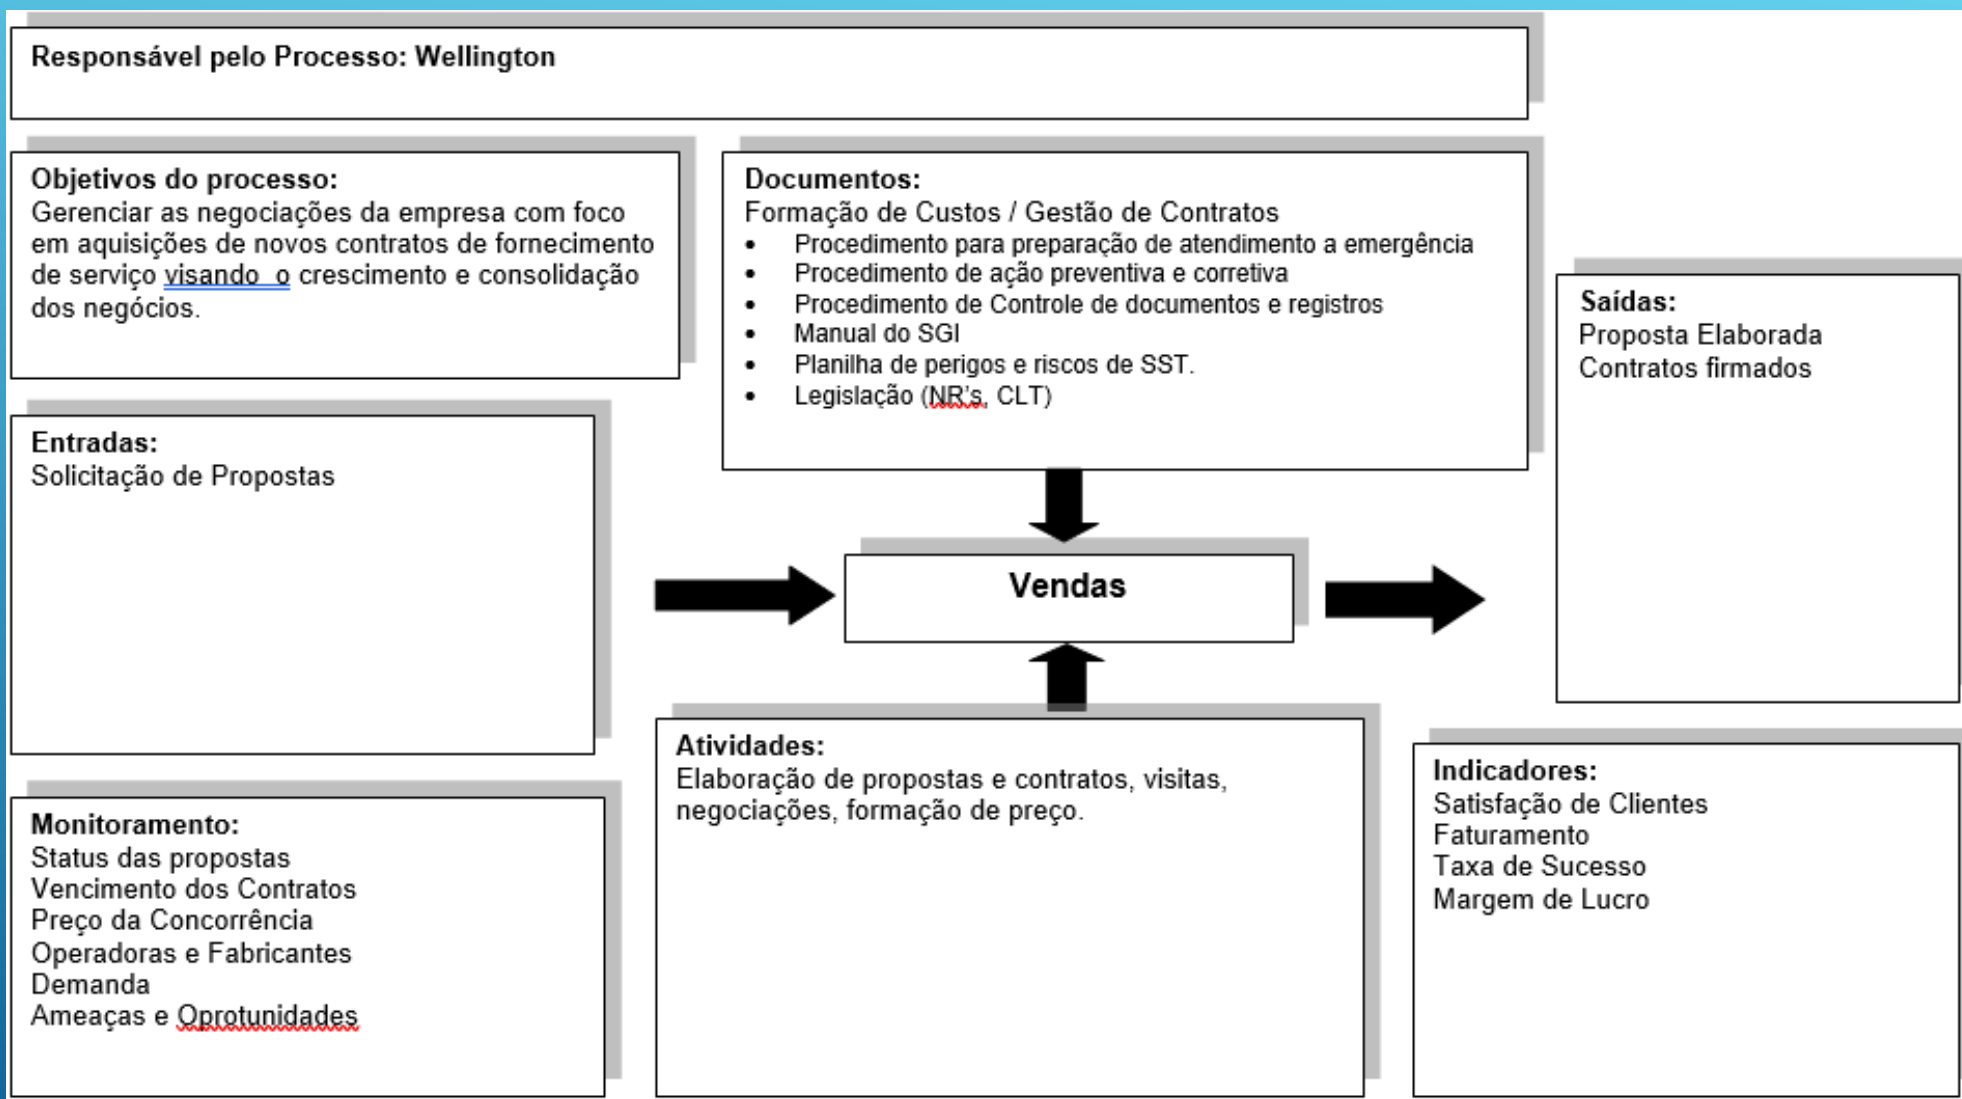 Responsável pelo Processo: Wellington
Objetivos do processo:
Gerenciar as negociações da empresa com foco
em aquisições de novos contratos de fornecimento
de serviço visando  o crescimento e consolidação
dos negócios.
Documentos:
Formação de Custos / Gestão de Contratos
• Procedimento para preparação de atendimento a emergência
• Procedimento de ação preventiva e corretiva
• Procedimento de Controle de documentos e registros
• Manual do SGI
• Planilha de perigos e riscos de SST.
• Legislação (NR's, CLT)
Saídas:
Proposta Elaborada
Contratos firmados
Entradas:
Solicitação de Propostas
Vendas
Atividades:
Elaboração de propostas e contratos, visitas,
negociações, formação de preço.
Indicadores:
Satisfação de Clientes
Faturamento
Taxa de Sucesso
Margem de Lucro
Monitoramento:
Status das propostas
Vencimento dos Contratos
Preço da Concorrência
Operadoras e Fabricantes
Demanda
Ameaças e Oprotunidades